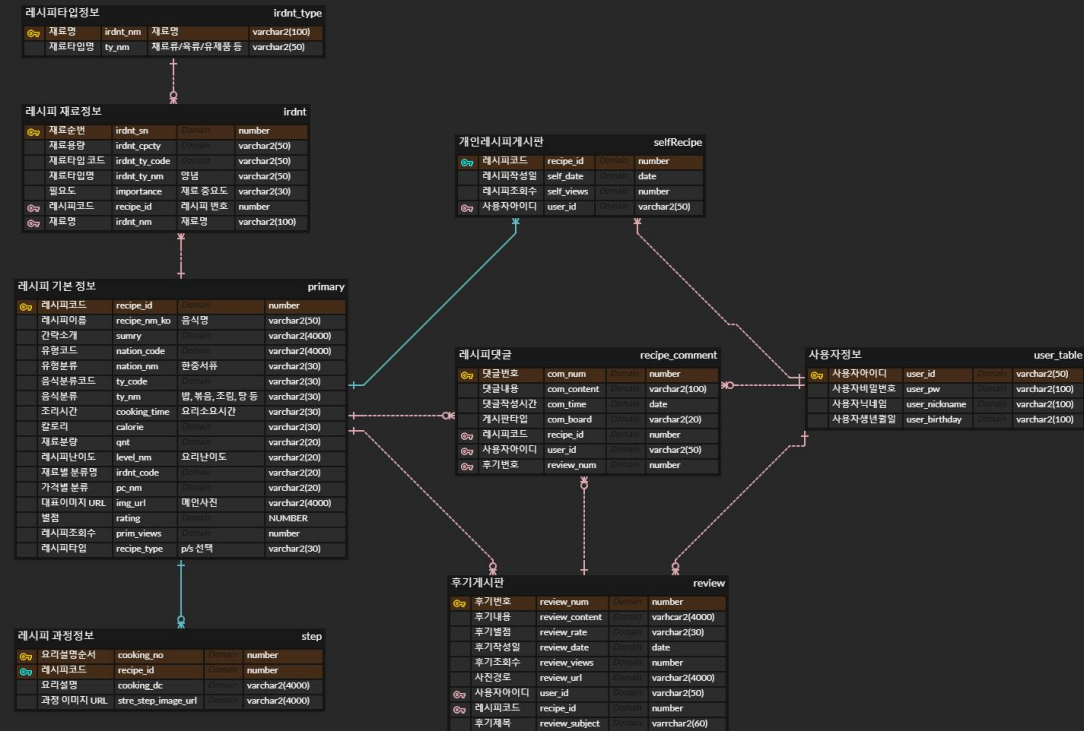 레시피타입정보 irdnt_type
재료명 irdnt_nm 재료명 varchar2(100)
재료타입명 ty_nm 재료류/육류/유제품 등 varchar2(50)
레시피 재료정보 irdnt
재료순번 irdnt_sn Domain number
재료용량 irdnt_cpcty Domain varchar2(50)
재료타입 코드 irdnt_ty_code Domain varchar2(50)
재료타입명 irdnt_ty_nm 양념 varchar2(50)
필요도 importance 재료 중요도 varchar2(30)
레시피코드 recipe_id 레시피 번호 number
재료명 irdnt_nm 재료명 varchar2(100)
레시피 기본 정보 primary
레시피코드 recipe_id Domain number
레시피이름 recipe_nm_ko 음식명 varchar2(50)
간략소개 sumry Domain varchar2(4000)
유형코드 nation_code Domain varchar2(4000)
유형분류 nation_nm 한중서퓨 varchar2(30)
음식분류코드 ty_code Domain varchar2(30)
음식분류 ty_nm 밥, 볶음, 조림, 탕 등 varchar2(30)
조리시간 cooking_time 요리소요시간 varchar2(30)
칼로리 calorie Domain varchar2(30)
재료분량 qnt Domain varchar2(20)
레시피난이도 level_nm 요리난이도 varchar2(20)
재료별 분류명 irdnt_code Domain varchar2(20)
가격별 분류 pc_nm Domain varchar2(20)
대표이미지 URL img_url 메인사진 varchar2(4000)
별점 rating Domain NUMBER
레시피조회수 prim_views Domain number
레시피타입 recipe_type p/s 선택 varchar2(30)
레시피 과정정보 step
요리설명순서 cooking_no Domain number
레시피코드 recipe_id Domain number
요리설명 cooking_dc Domain varchar2(4000)
과정 이미지 URL stre_step_image_url Domain varchar2(4000)
개인레시피게시판 selfRecipe
레시피코드 recipe_id Domain number
레시피작성일 self_date Domain date
레시피조회수 self_views Domain number
사용자아이디 user_id Domain varchar2(50)
레시피댓글 recipe_comment
댓글번호 com_num Domain number
댓글내용 com_content Domain varchar2(100)
댓글작성시간 com_time Domain date
게시판타입 com_board Domain varchar2(20)
레시피코드 recipe_id Domain number
사용자아이디 user_id Domain varchar2(50)
후기번호 review_num Domain number
사용자정보 user_table
사용자아이디 user_id Domain varchar2(50)
사용자비밀번호 user_pw Domain varchar2(100)
사용자닉네임 user_nickname Domain varchar2(100)
사용자생년월일 user_birthday Domain varchar2(100)
후기게시판 review
후기번호 review_num Domain number
후기내용 review_content Domain varhcar2(4000)
후기별점 review_rate Domain varchar2(30)
후기작성일 review_date Domain date
후기조회수 review_views Domain number
사진경로 review_url Domain varchar2(4000)
사용자아이디 user_id Domain varchar2(50)
레시피코드 recipe_id Domain number
후기제목 review_subject Domain varrchar2(60)